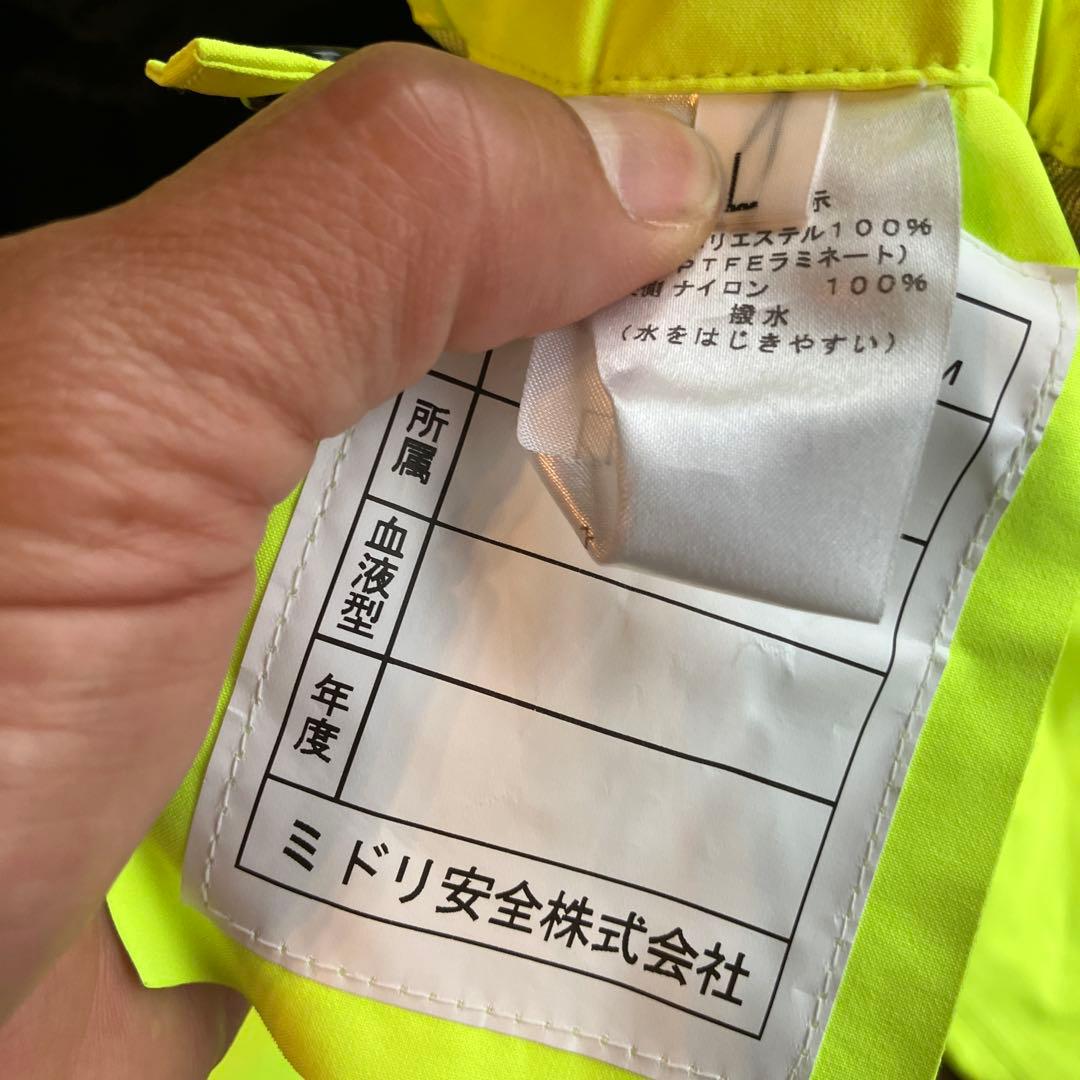 L
示
リエステル100%
PTFEラミネート)
側 ナイロン 100%
撥水
(水をはじきやすい)
M
所属
血液型
年度
ミドリ安全株式会社